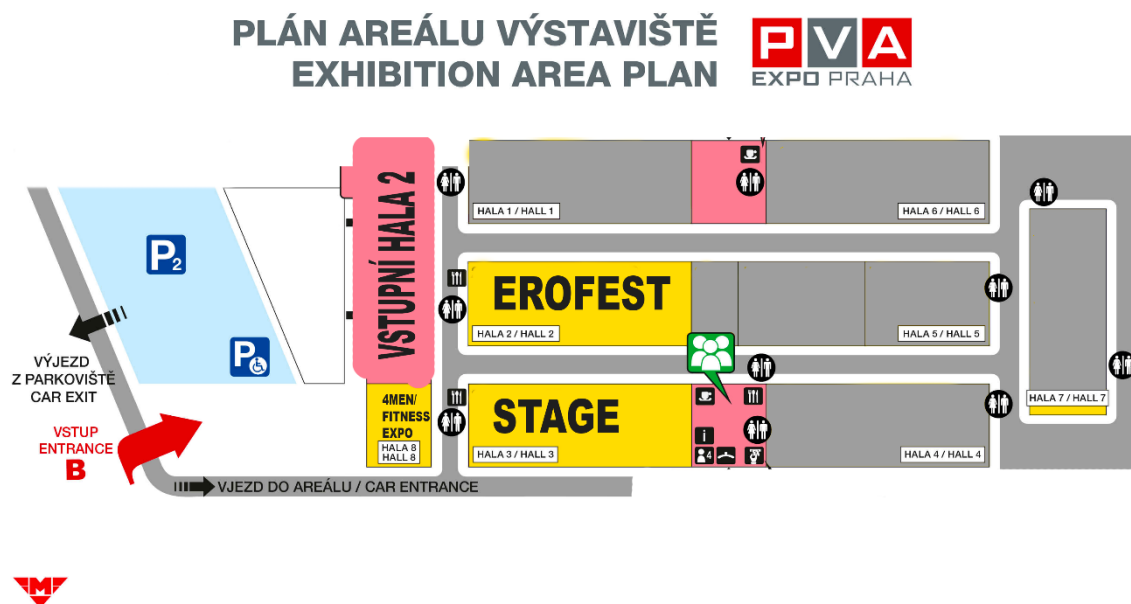 PLÁN AREÁLU VÝSTAVIŠTĚ
EXHIBITION AREA PLAN
PVA
EXPO PRAHA
VSTUPNÍ HALA 2
HALA 1 / HALL 1
HALA 6 / HALL 6
P2
EROFEST
HALA 2 / HALL 2
HALA 5 / HALL 5
P
VÝJEZD
Z PARKOVIŠTĚ
CAR EXIT
VSTUP
ENTRANCE
B
4MEN/
FITNESS
EXPO
HALA 8
HALL 8
STAGE
HALA 3 / HALL 3
i
4
HALA 4 / HALL 4
HALA 7 / HALL 7
VJEZD DO AREÁLU / CAR ENTRANCE
M